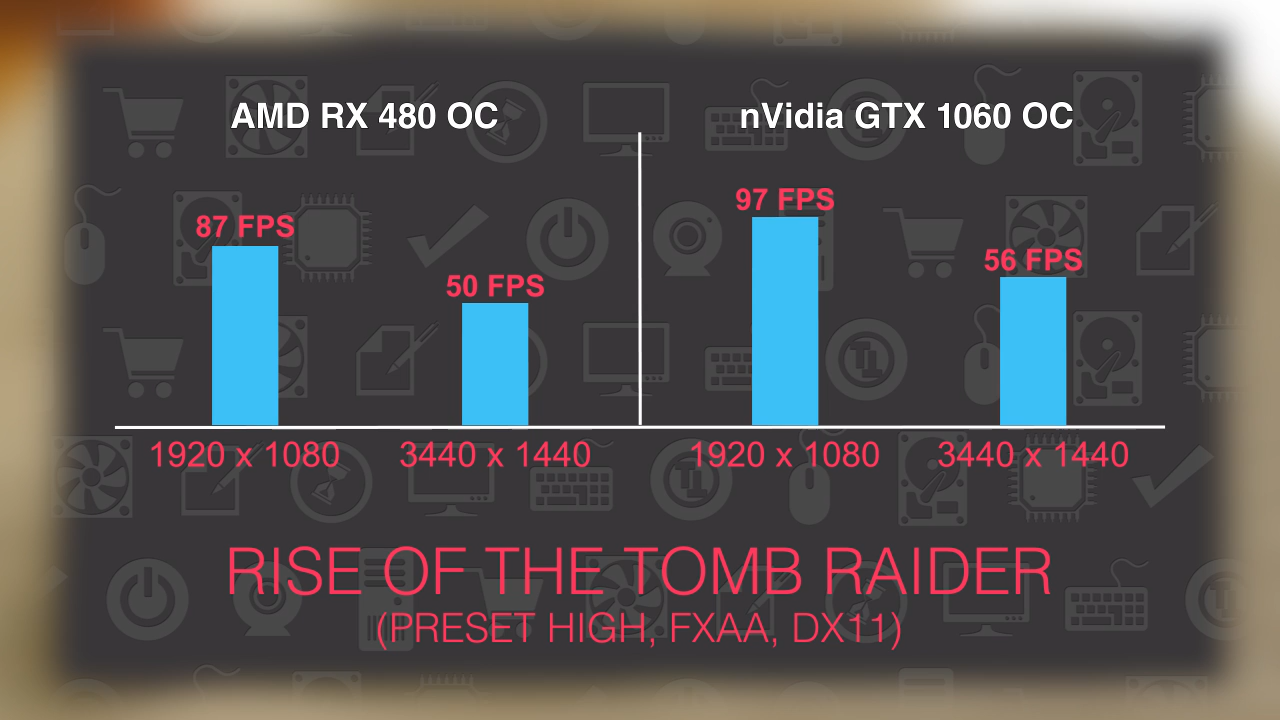 AMD RX 480 OC
nVidia GTX 1060 OC
87 FPS
50 FPS
97 FPS
56 FPS
1920 x 1080
3440 x 1440
1920 x 1080
3440 x 1440
RISE OF THE TOMB RAIDER
(PRESET HIGH, FXAA, DX11)